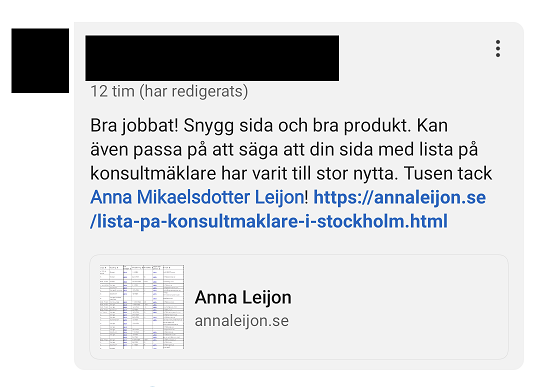 12 tim (har redigerats)
Bra jobbat! Snygg sida och bra produkt. Kan
även passa på att säga att din sida med lista på
konsultmäklare har varit till stor nytta. Tusen tack
Anna Mikaelsdotter Leijon! https://annaleijon.se
/lista-pa-konsultmaklare-i-stockholm.html
Anna Leijon
annaleijon.se